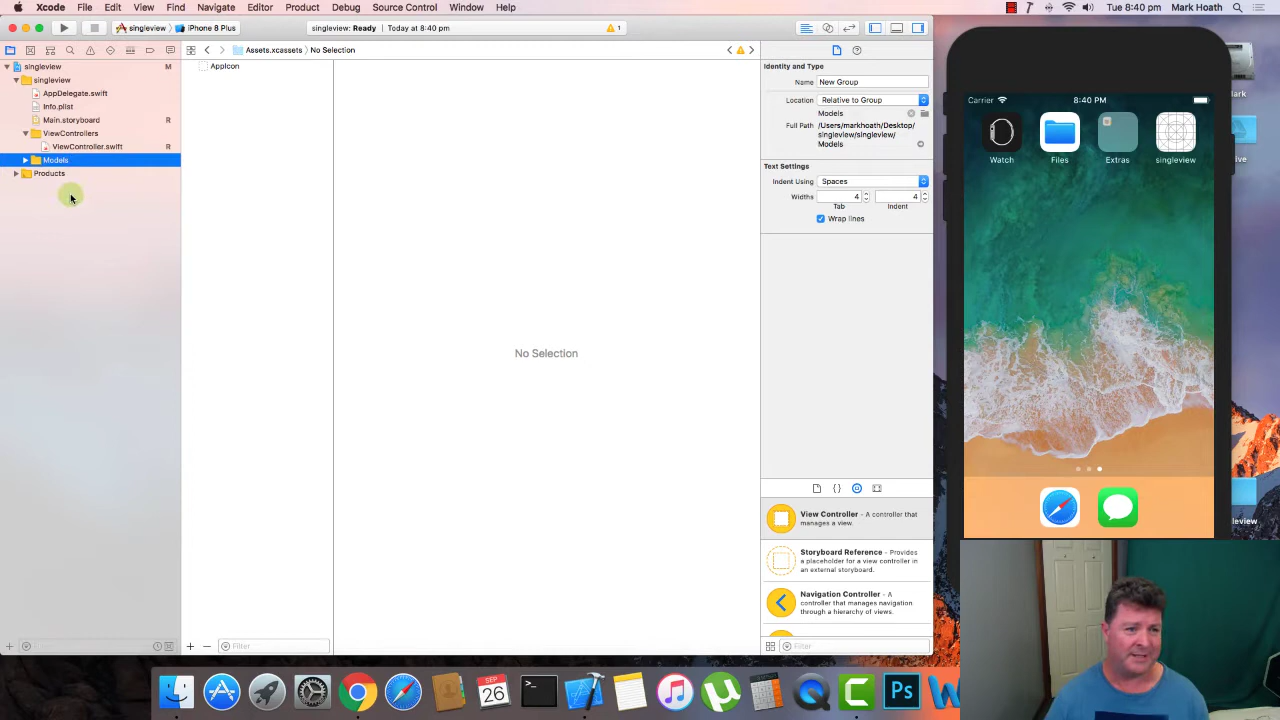 Xcode File Edit View Find Navigate Editor Product Debug Source Control Window Help
Tue 8:40 pm Mark Hoath
singleview iPhone 8 Plus
singleview: Ready Today at 8:40 pm
1
singleview M
Assets.xcassets No Selection
singleview
AppDelegate.swift
Info.plist
Main.storyboard R
ViewControllers
ViewController.swift R
Models
Products
AppIcon
No Selection
Filter
Identity and Type
Name New Group
Location Relative to Group
Models
Full Path /Users/markhoath/Desktop/
singleview/singleview/
Models
Text Settings
Indent Using Spaces
Widths 4 4
Tab Indent
Wrap lines
{}
View Controller - A controller that
manages a view.
Storyboard Reference - Provides
a placeholder for a view controller in
an external storyboard.
Navigation Controller - A
controller that manages navigation
through a hierarchy of views.
Filter
Carrier 8:40 PM
Watch Files Extras singleview
SEP
26
Ps